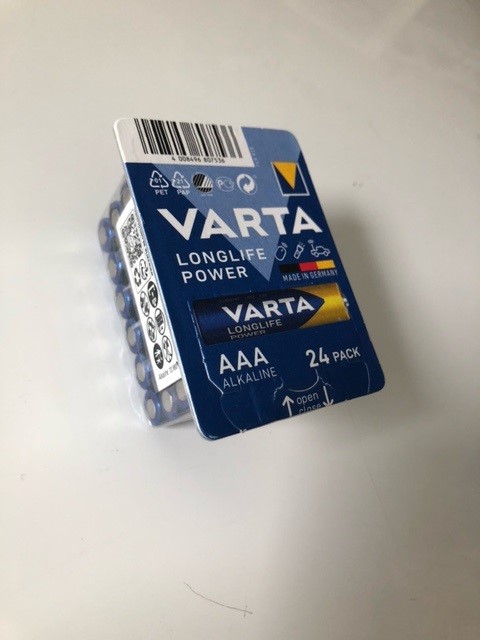 4 008496 807536
01
PET
PAP
VARTA
LONGLIFE
POWER
MADE IN GERMANY
VARTA
LONGLIFE
POWER
AAA
ALKALINE
24 PACK
open
close